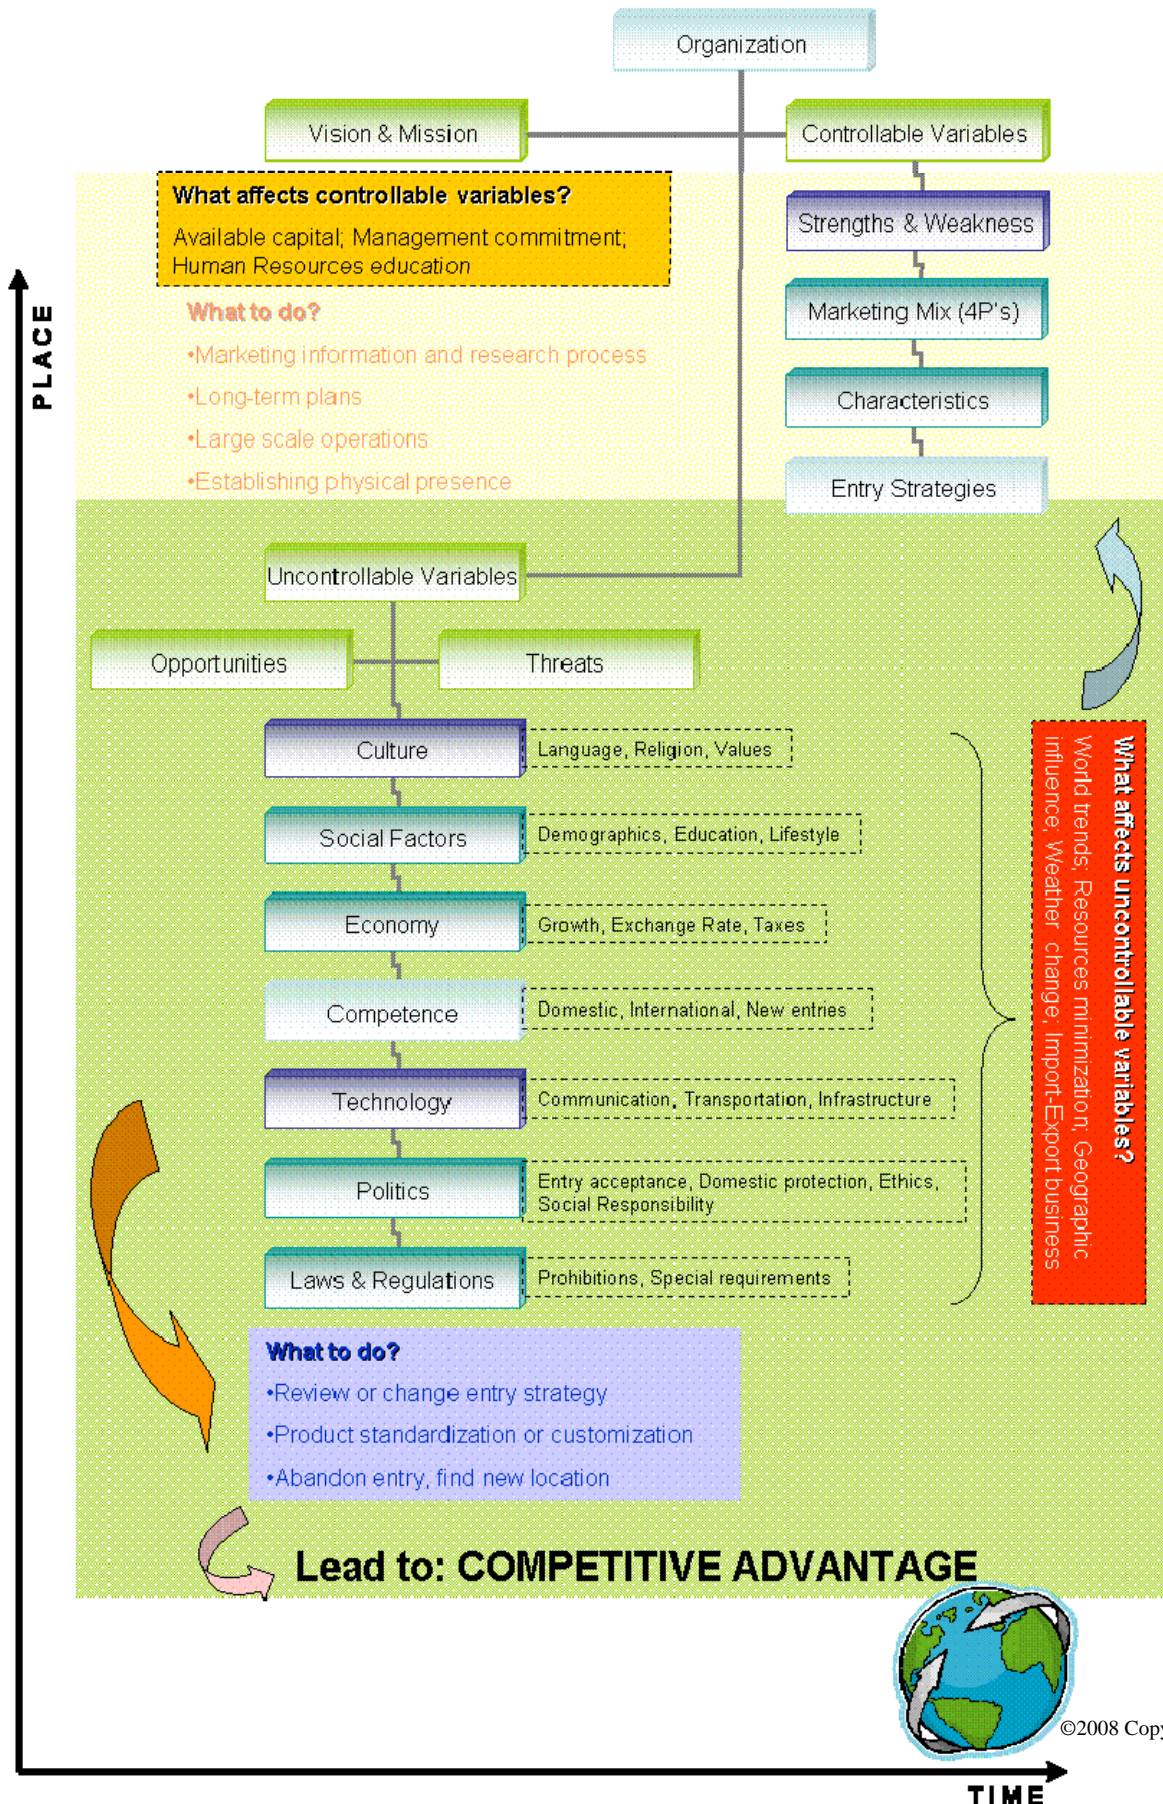 Organization
Vision & Mission
Controllable Variables
What affects controllable variables?
Available capital; Management commitment;
Human Resources education
Strengths & Weakness
What to do?
Marketing Mix (4P's)
•Marketing information and research process
•Long-term plans
Characteristics
•Large scale operations
•Establishing physical presence
Entry Strategies
PLACE
Uncontrollable Variables
Opportunities
Threats
Culture
Language, Religion, Values
Social Factors
Demographics, Education, Lifestyle
Economy
Growth, Exchange Rate, Taxes
Competence
Domestic, International, New entries
Technology
Communication, Transportation, Infrastructure
Politics
Entry acceptance, Domestic protection, Ethics,
Social Responsibility
Laws & Regulations
Prohibitions, Special requirements
What affects uncontrollable variables?
World trends; Resources minimization; Geographic
influence; Weather change, Import-Export business
What to do?
•Review or change entry strategy
•Product standardization or customization
•Abandon entry, find new location
Lead to: COMPETITIVE ADVANTAGE
©2008 Copy
TIME